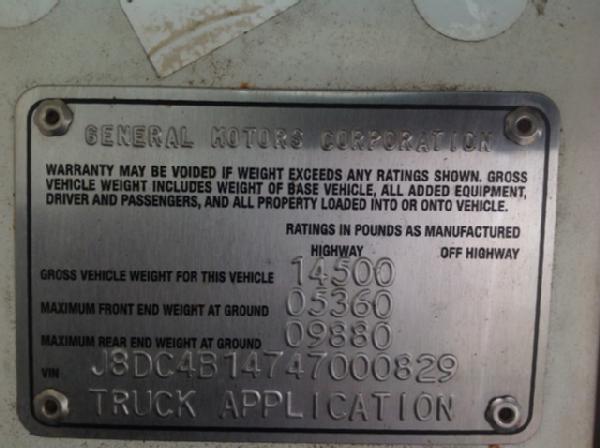 GENERAL MOTORS CORPORATION
WARRANTY MAY BE VOIDED IF WEIGHT EXCEEDS ANY RATINGS SHOWN. GROSS
VEHICLE WEIGHT INCLUDES WEIGHT OF BASE VEHICLE, ALL ADDED EQUIPMENT,
DRIVER AND PASSENGERS, AND ALL PROPERTY LOADED INTO OR ONTO VEHICLE.
RATINGS IN POUNDS AS MANUFACTURED
HIGHWAY OFF HIGHWAY
GROSS VEHICLE WEIGHT FOR THIS VEHICLE 14500
MAXIMUM FRONT END WEIGHT AT GROUND 05360
MAXIMUM REAR END WEIGHT AT GROUND 09880
VIN J8DC4B14747000829
TRUCK APPLICATION